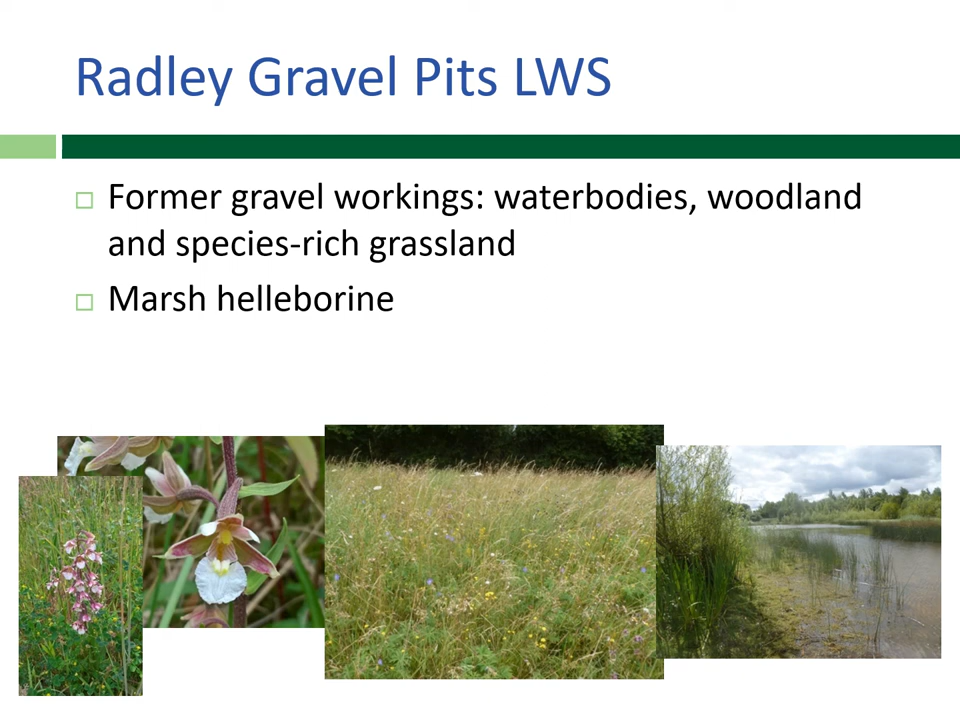 Radley Gravel Pits LWS
Former gravel workings: waterbodies, woodland
and species-rich grassland
Marsh helleborine